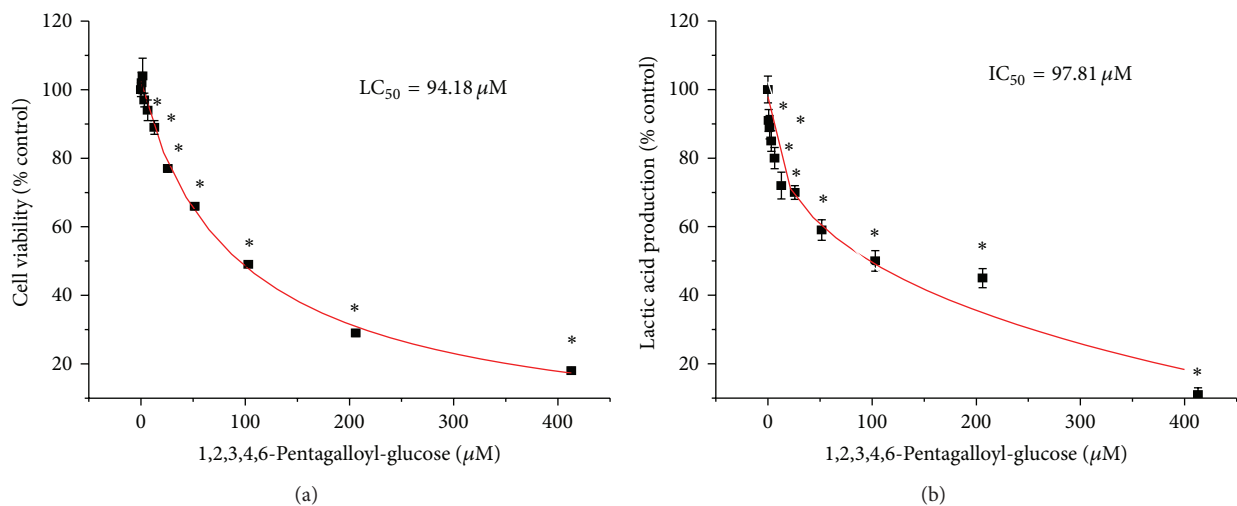 120
100
80
60
40
20
Cell viability (% control)
LC50 = 94.18 μM
* * * * * * *
0 100 200 300 400
1,2,3,4,6-Pentagalloyl-glucose (μM)
(a)
120
100
80
60
40
20
Lactic acid production (% control)
IC50 = 97.81 μM
* * * * * * * *
0 100 200 300 400
1,2,3,4,6-Pentagalloyl-glucose (μM)
(b)